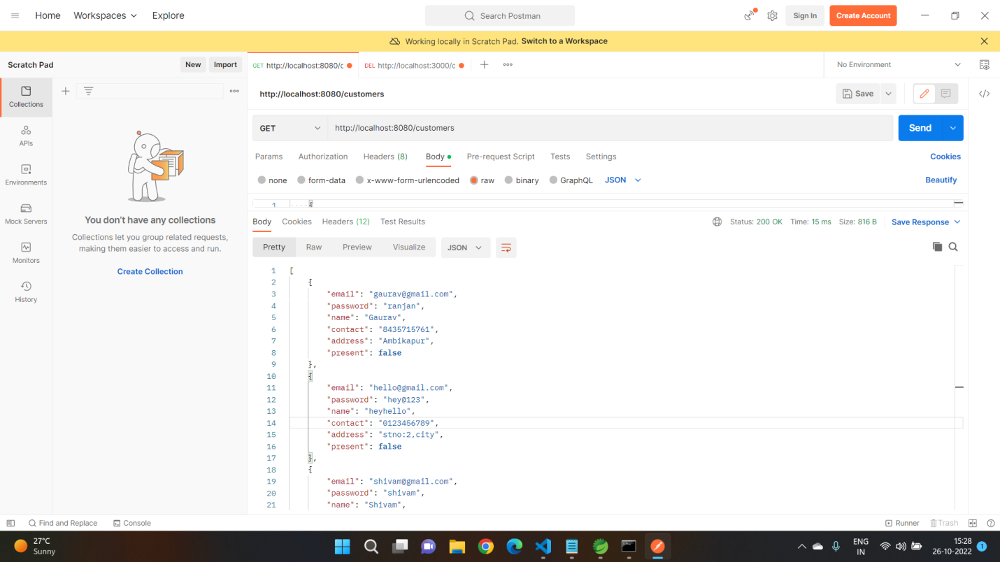 Home Workspaces Explore Search Postman Sign In Create Account
Working locally in Scratch Pad. Switch to a Workspace
Scratch Pad New Import GET http://localhost:8080/c DEL http://localhost:3000/c No Environment
Collections
http://localhost:8080/customers Save
GET http://localhost:8080/customers Send
APIs
Params Authorization Headers (8) Body Pre-request Script Tests Settings Cookies
Environments
none form-data x-www-form-urlencoded raw binary GraphQL JSON Beautify
1 {
Mock Servers
You don't have any collections
Collections let you group related requests,
making them easier to access and run.
Create Collection
Monitors
History
Body Cookies Headers (12) Test Results Status: 200 OK Time: 15 ms Size: 816 B Save Response
Pretty Raw Preview Visualize JSON
1 [
2 {
3 "email": "gaurav@gmail.com",
4 "password": "ranjan",
5 "name": "Gaurav",
6 "contact": "8435715761",
7 "address": "Ambikapur",
8 "present": false
9 },
10 {
11 "email": "hello@gmail.com",
12 "password": "hey@123",
13 "name": "heyhello",
14 "contact": "0123456789",
15 "address": "stno:2,city",
16 "present": false
17 },
18 {
19 "email": "shivam@gmail.com",
20 "password": "shivam",
21 "name": "Shivam",
Find and Replace Console Runner Trash
27°C
Sunny
ENG
IN
15:28
26-10-2022
1